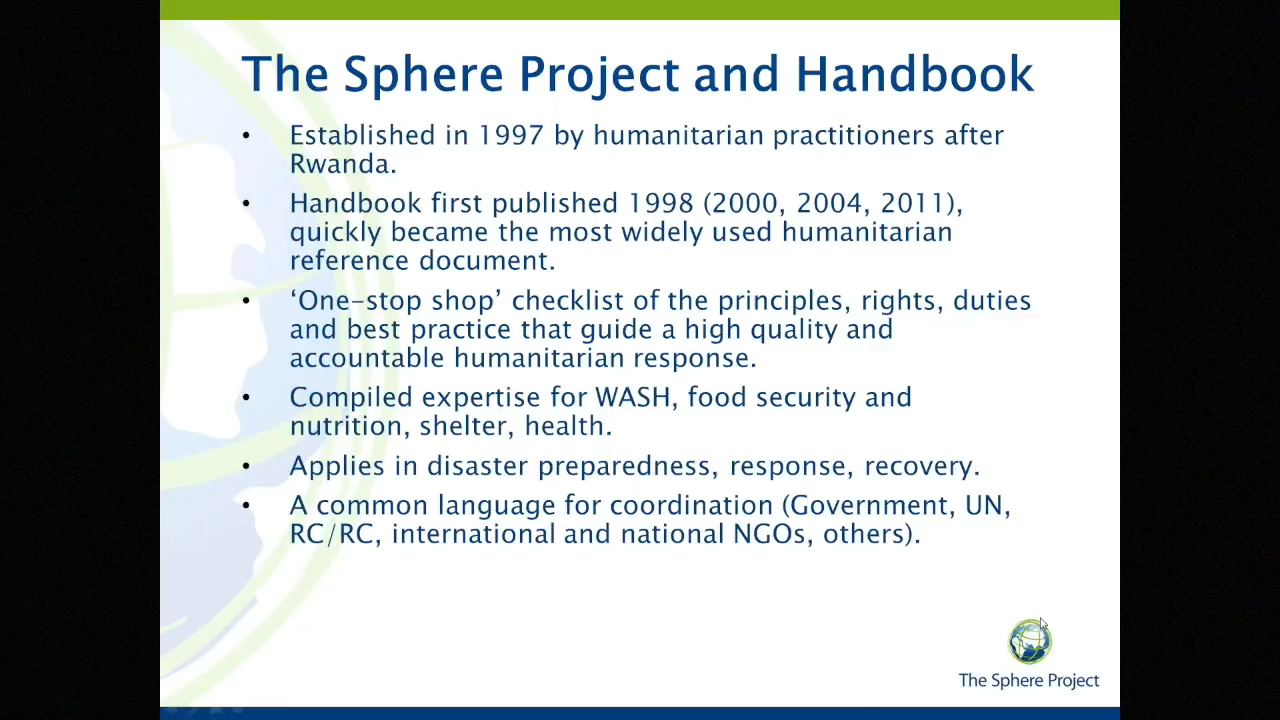 The Sphere Project and Handbook
• Established in 1997 by humanitarian practitioners after
Rwanda.
• Handbook first published 1998 (2000, 2004, 2011),
quickly became the most widely used humanitarian
reference document.
• ‘One-stop shop’ checklist of the principles, rights, duties
and best practice that guide a high quality and
accountable humanitarian response.
• Compiled expertise for WASH, food security and
nutrition, shelter, health.
• Applies in disaster preparedness, response, recovery.
• A common language for coordination (Government, UN,
RC/RC, international and national NGOs, others).
The Sphere Project